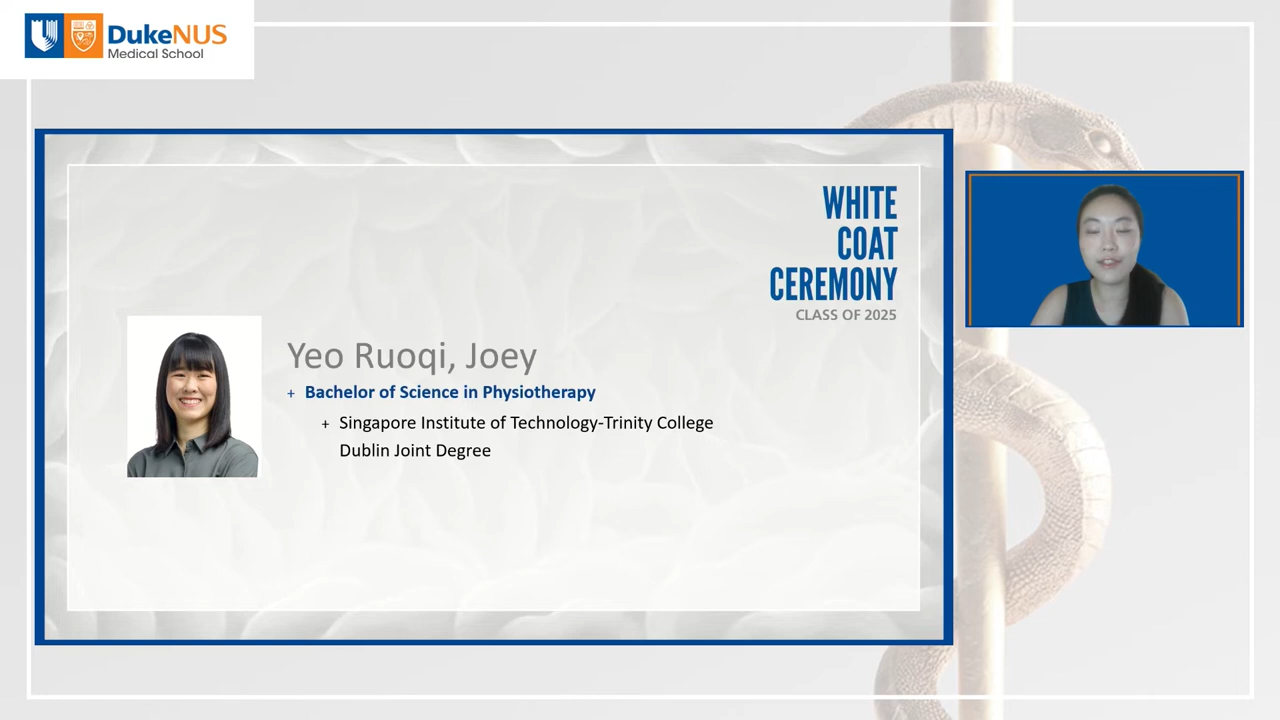 DukeNUS
Medical School
WHITE
COAT
CEREMONY
CLASS OF 2025
Yeo Ruoqi, Joey
+ Bachelor of Science in Physiotherapy
+ Singapore Institute of Technology-Trinity College
Dublin Joint Degree